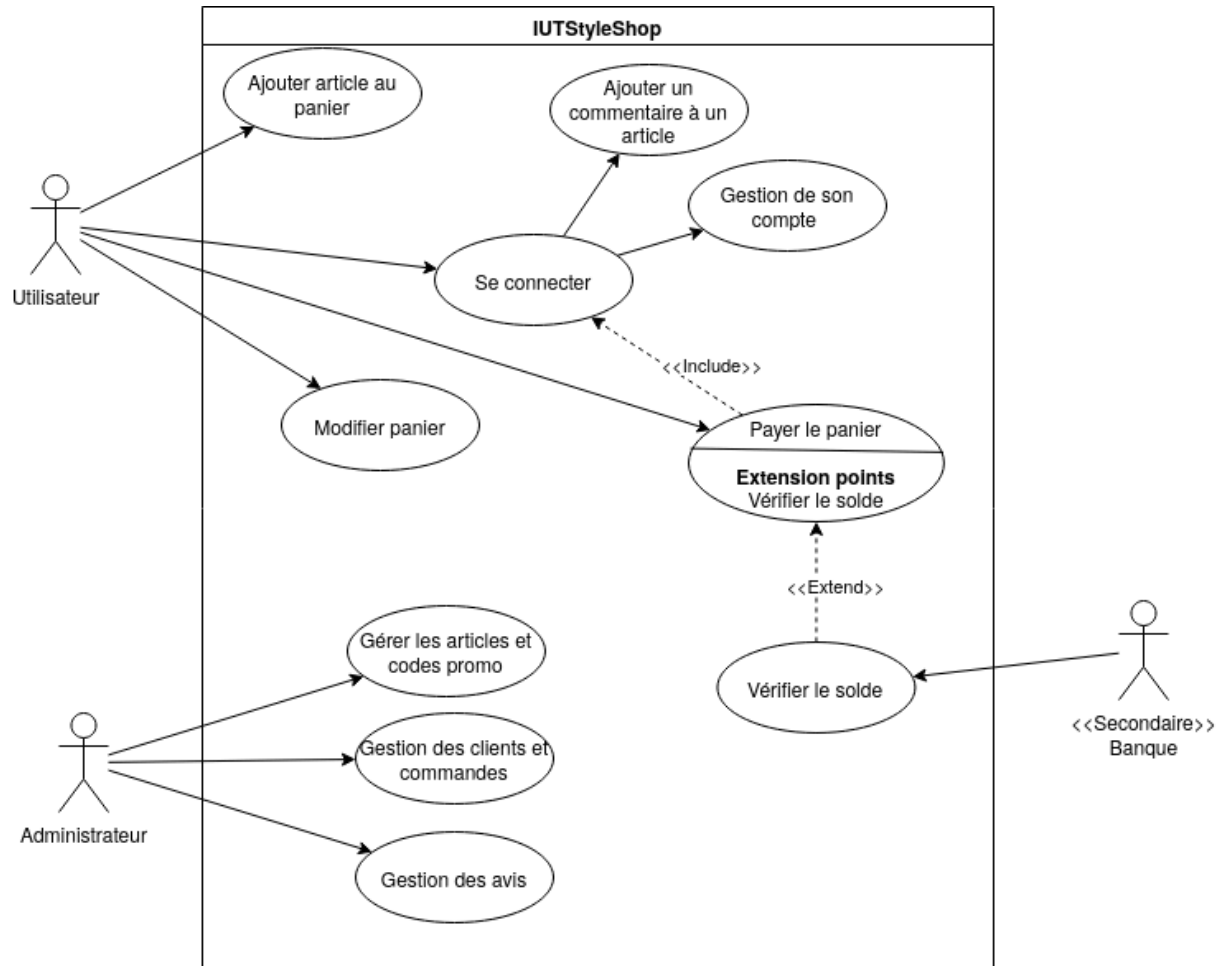 IUTStyleShop
Ajouter article au
panier
Ajouter un
commentaire à un
article
Gestion de son
compte
Utilisateur
Se connecter
<<Include>>
Modifier panier
Payer le panier
Extension points
Vérifier le solde
<<Extend>>
Gérer les articles et
codes promo
Vérifier le solde
<<Secondaire>>
Banque
Gestion des clients et
commandes
Administrateur
Gestion des avis